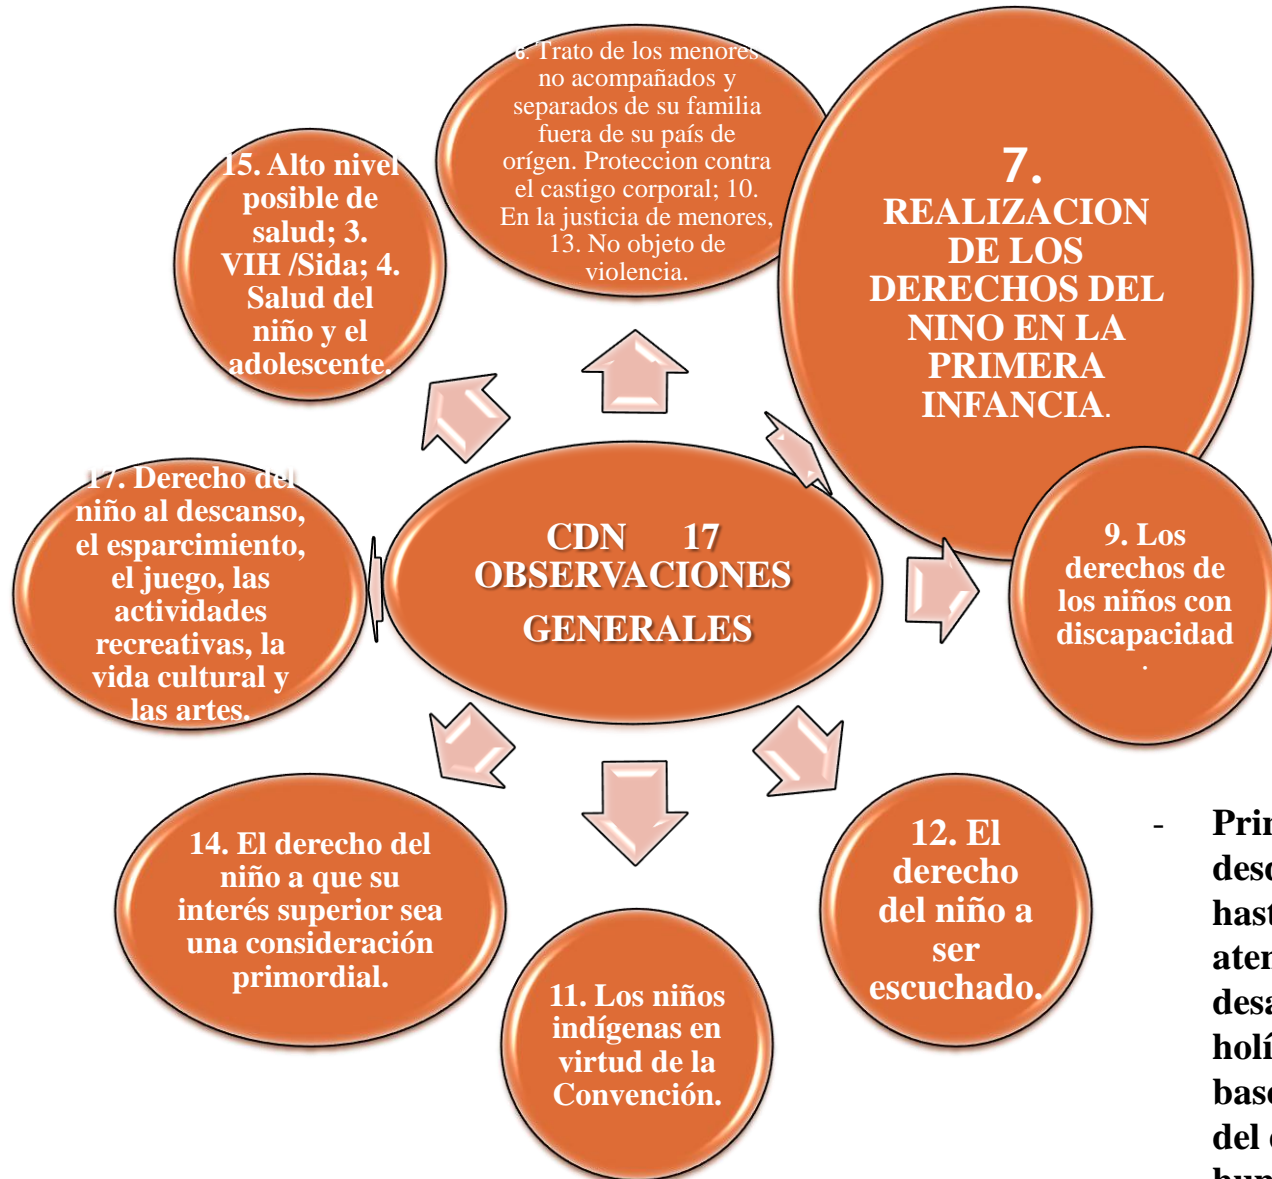 6. Trato de los menores
no acompañados y
separados de su familia
fuera de su país de
orígen. Proteccion contra
el castigo corporal; 10.
En la justicia de menores,
13. No objeto de
violencia.
7.
REALIZACION
DE LOS
DERECHOS DEL
NINO EN LA
PRIMERA
INFANCIA.
15. Alto nivel
posible de
salud; 3.
VIH /Sida; 4.
Salud del
niño y el
adolescente.
17. Derecho del
niño al descanso,
el esparcimiento,
el juego, las
actividades
recreativas, la
vida cultural y
las artes.
CDN 17
OBSERVACIONES
GENERALES
9. Los
derechos de
los niños con
discapacidad
.
14. El derecho del
niño a que su
interés superior sea
una consideración
primordial.
11. Los niños
indígenas en
virtud de la
Convención.
12. El
derecho
del niño a
ser
escuchado.
-
del